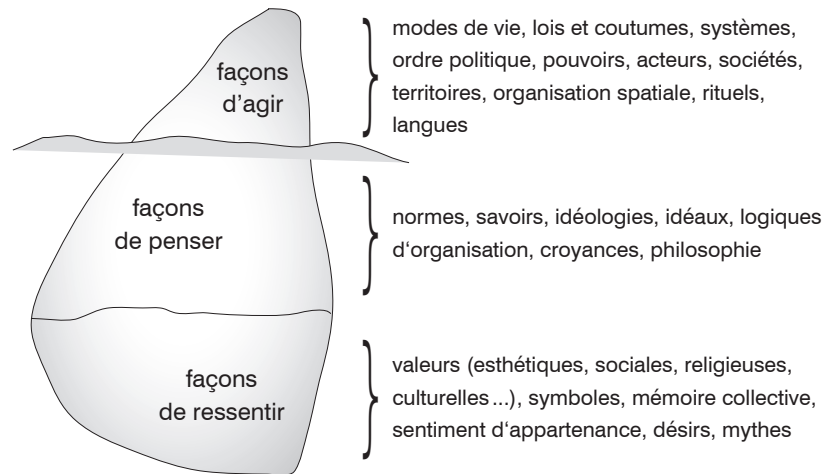 façons
d'agir
modes de vie, lois et coutumes, systèmes,
ordre politique, pouvoirs, acteurs, sociétés,
territoires, organisation spatiale, rituels,
langues
façons
de penser
normes, savoirs, idéologies, idéaux, logiques
d‘organisation, croyances, philosophie
façons
de ressentir
valeurs (esthétiques, sociales, religieuses,
culturelles ...), symboles, mémoire collective,
sentiment d‘appartenance, désirs, mythes